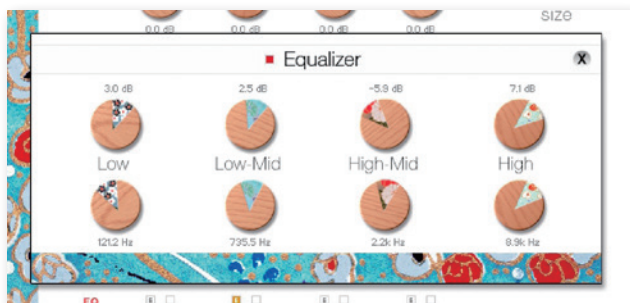 size
0.0 dB 0.0 dB 0.0 dB 0.0 dB
Equalizer X
3.0 dB 2.5 dB -5.9 dB 7.1 dB
Low Low-Mid High-Mid High
121.2 Hz 735.5 Hz 2.2k Hz 8.9k Hz
EQ